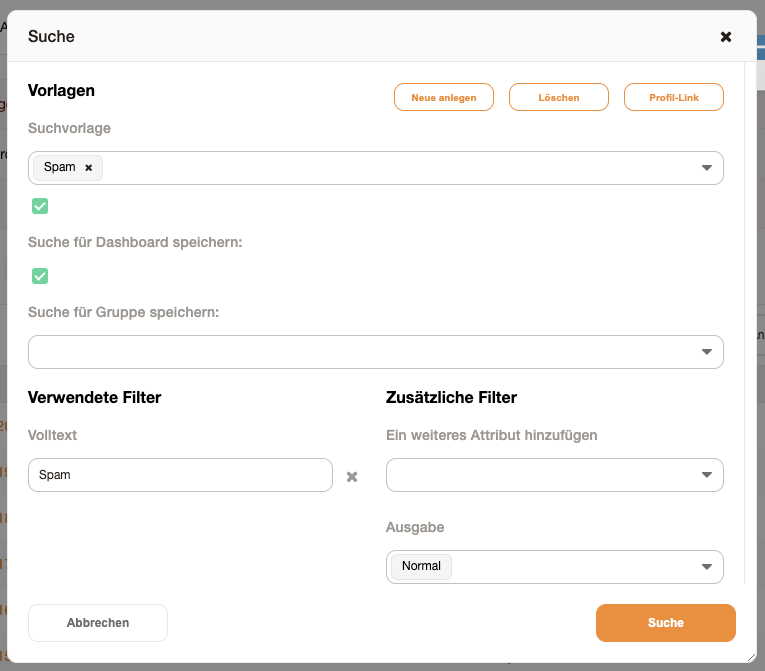 Suche
Vorlagen
Neue anlegen
Löschen
Profil-Link
Suchvorlage
Spam
Suche für Dashboard speichern:
Suche für Gruppe speichern:
Verwendete Filter
Zusätzliche Filter
Volltext
Ein weiteres Attribut hinzufügen
Spam
Ausgabe
Normal
Abbrechen
Suche